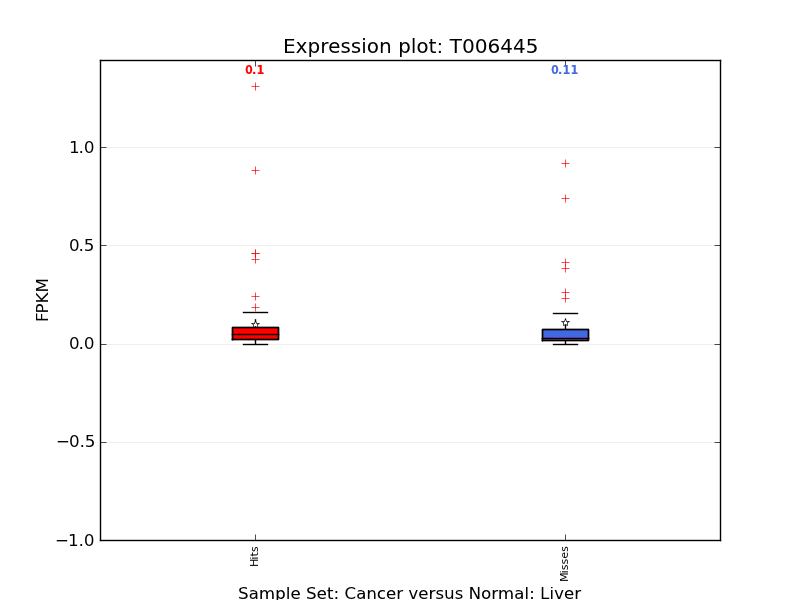 Expression plot: T006445
0.1
0.11
1.0
0.5
0.0
−0.5
−1.0
FPKM
Hits
Misses
Sample Set: Cancer versus Normal: Liver